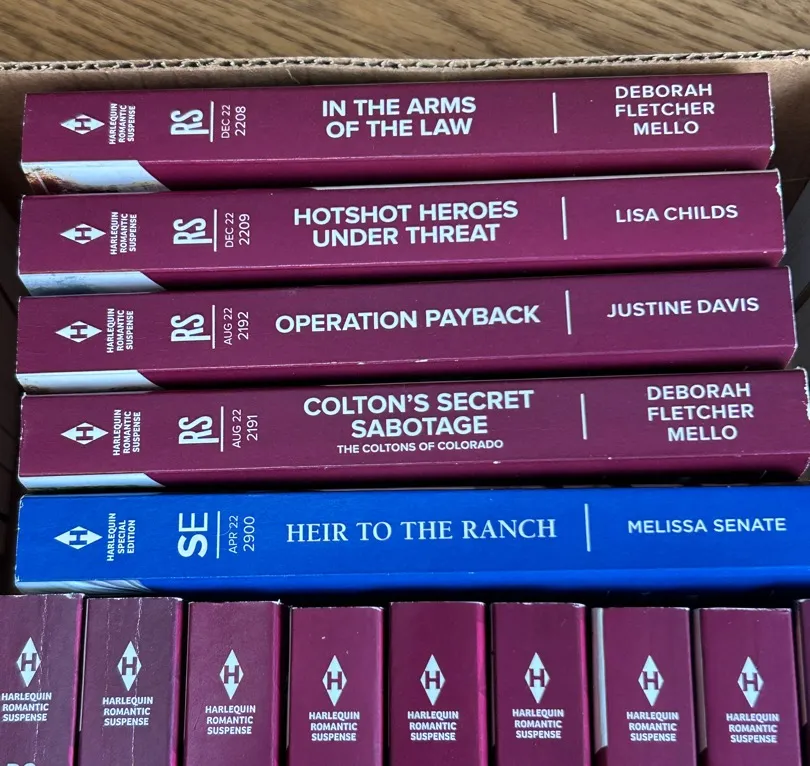 H
HARLEQUIN
ROMANTIC
SUSPENSE
RS
DEC 22
2208
IN THE ARMS
OF THE LAW
DEBORAH
FLETCHER
MELLO
H
HARLEQUIN
ROMANTIC
SUSPENSE
RS
DEC 22
2209
HOTSHOT HEROES
UNDER THREAT
LISA CHILDS
H
HARLEQUIN
ROMANTIC
SUSPENSE
RS
AUG 22
2192
OPERATION PAYBACK
JUSTINE DAVIS
H
HARLEQUIN
ROMANTIC
SUSPENSE
RS
AUG 22
2191
COLTON'S SECRET
SABOTAGE
THE COLTONS OF COLORADO
DEBORAH
FLETCHER
MELLO
H
HARLEQUIN
SPECIAL
EDITION
SE
APR 22
2900
HEIR TO THE RANCH
MELISSA SENATE
H
HARLEQUIN
ROMANTIC
SUSPENSE
H
HARLEQUIN
ROMANTIC
SUSPENSE
H
HARLEQUIN
ROMANTIC
SUSPENSE
H
HARLEQUIN
ROMANTIC
SUSPENSE
H
HARLEQUIN
ROMANTIC
SUSPENSE
H
HARLEQUIN
ROMANTIC
SUSPENSE
H
HARLEQUIN
ROMANTIC
SUSPENSE
H
HARLEQUIN
ROMANTIC
SUSPENSE